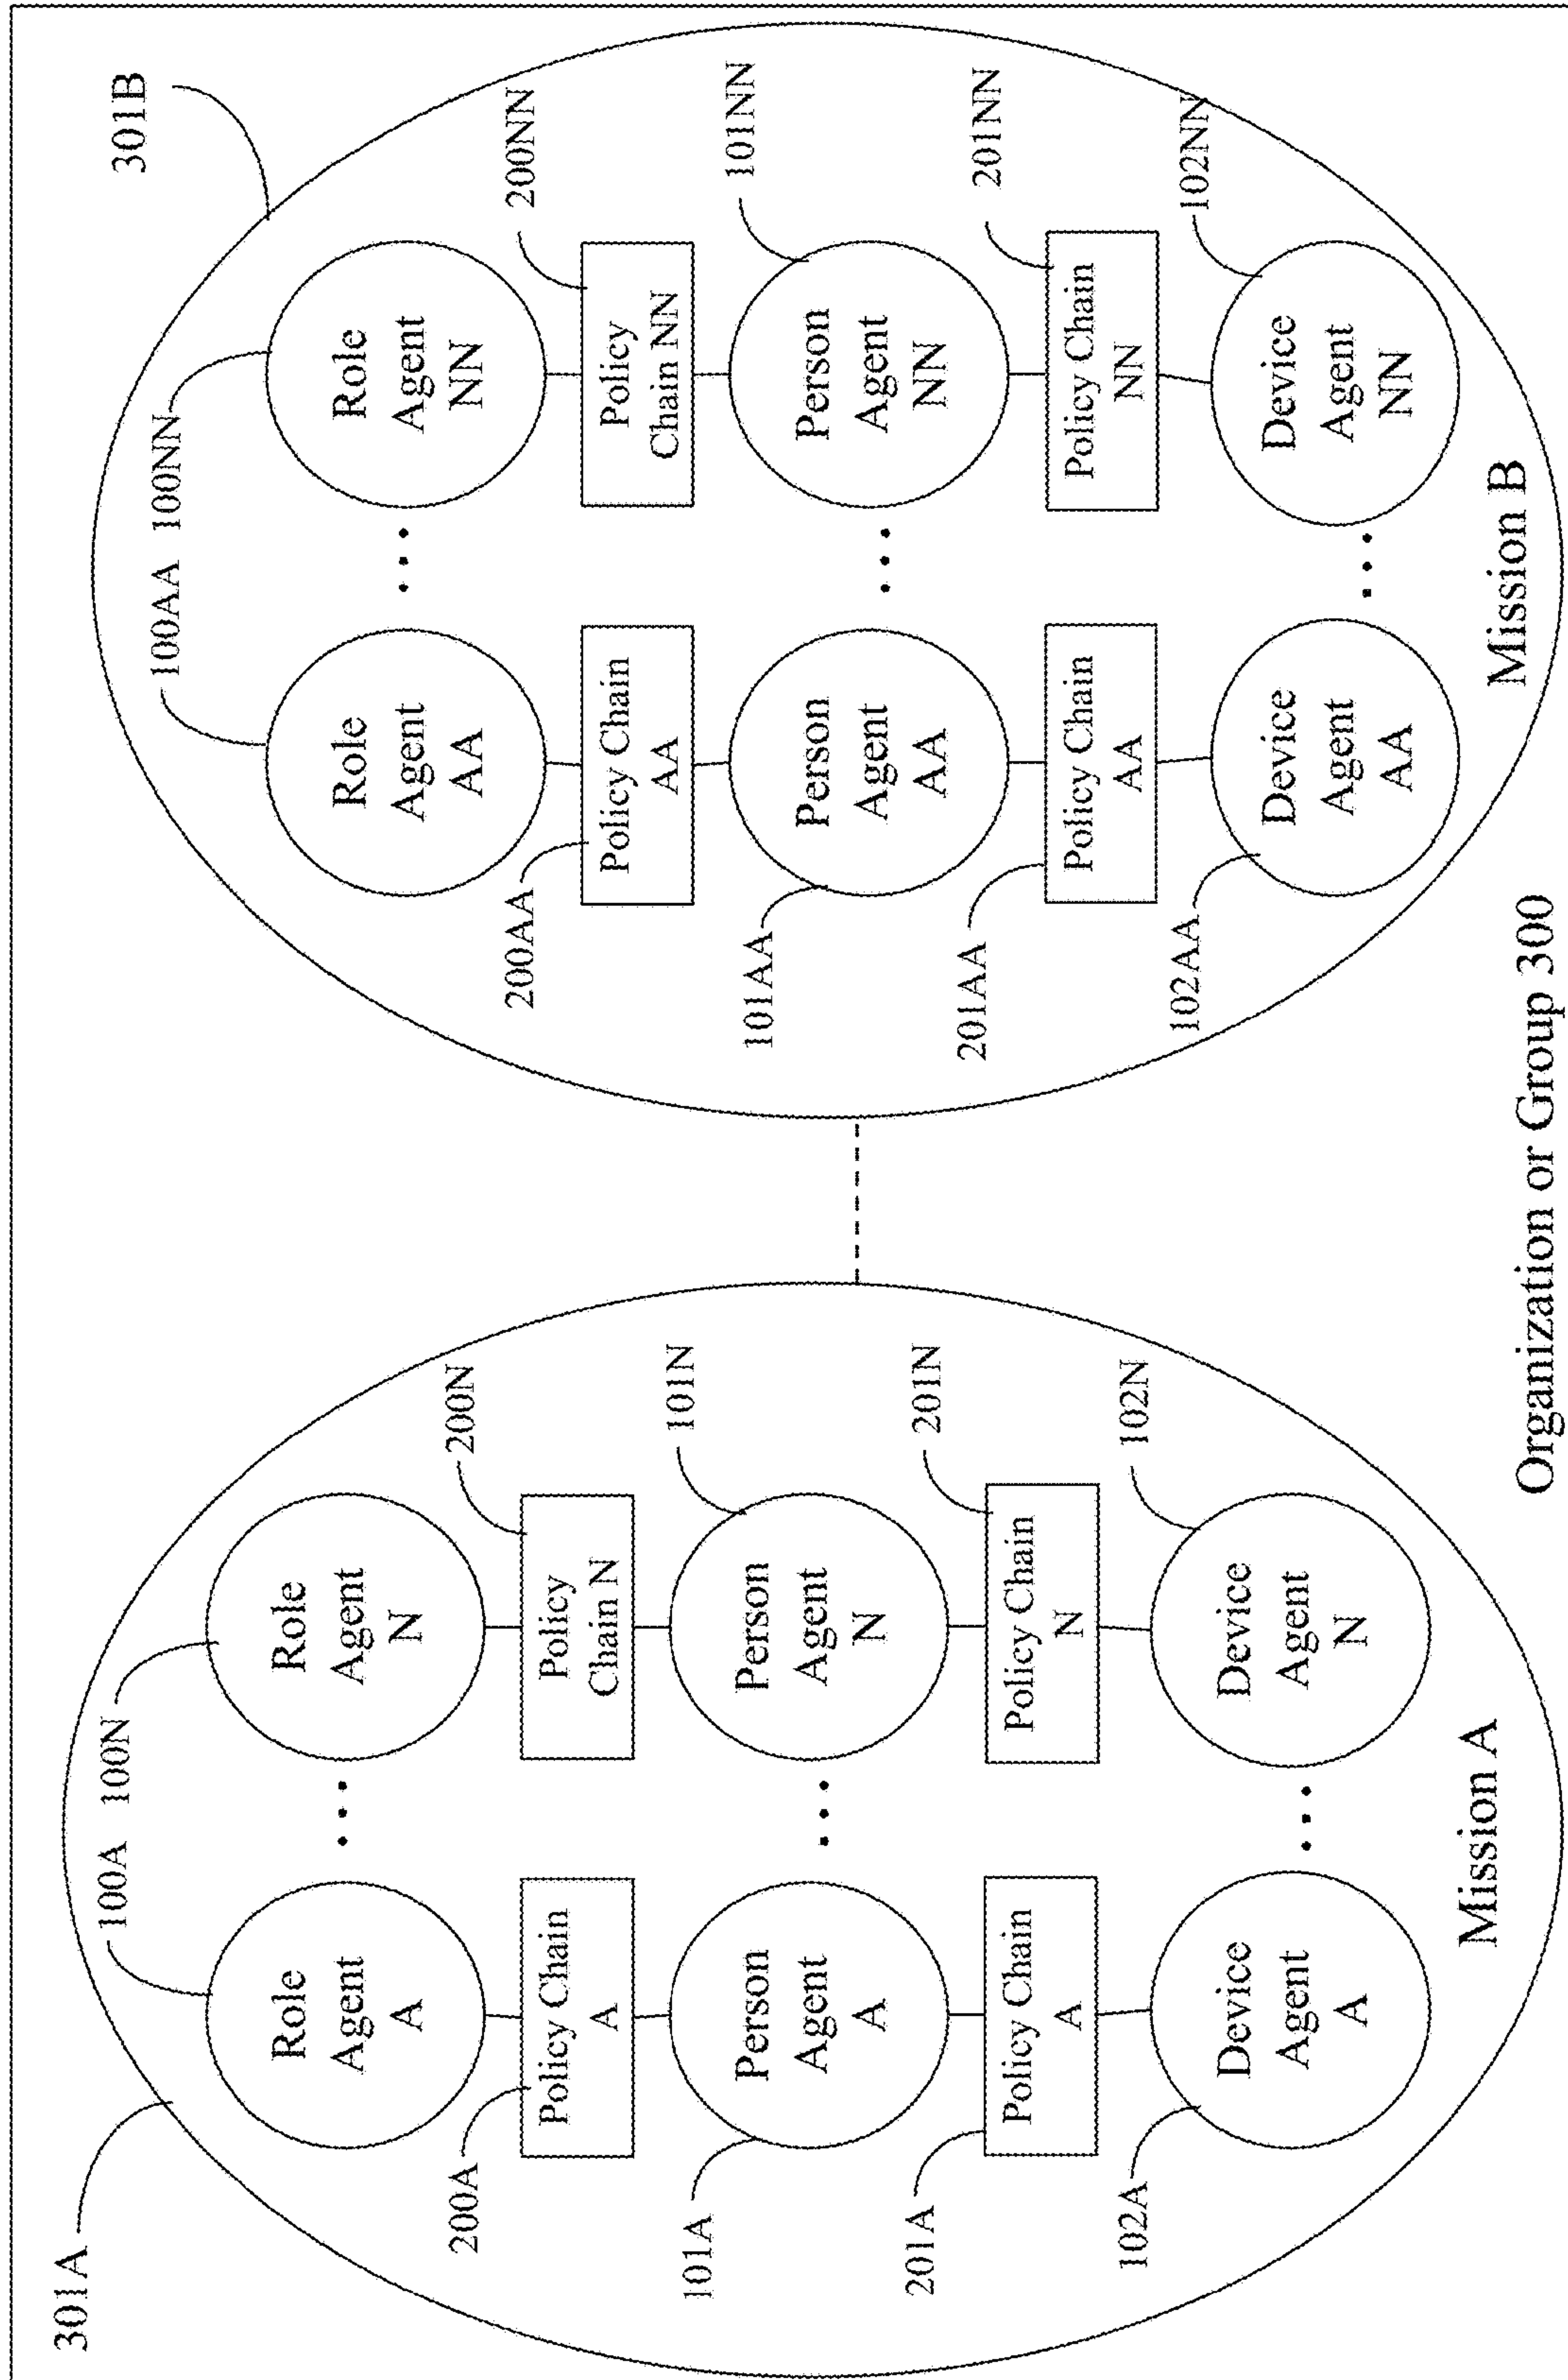 301A
100A
100N
Role
Agent
A
...
Role
Agent
N
200A
Policy Chain
A
Policy
Chain N
200N
101A
Person
Agent
A
...
Person
Agent
N
101N
201A
Policy Chain
A
Policy Chain
N
201N
102A
Device
Agent
A
...
Device
Agent
N
102N
Mission A
301B
100AA
100NN
Role
Agent
AA
...
Role
Agent
NN
200AA
Policy Chain
AA
Policy
Chain NN
200NN
101AA
Person
Agent
AA
...
Person
Agent
NN
101NN
201AA
Policy Chain
AA
Policy Chain
NN
201NN
102AA
Device
Agent
AA
...
Device
Agent
NN
102NN
Mission B
Organization or Group 300